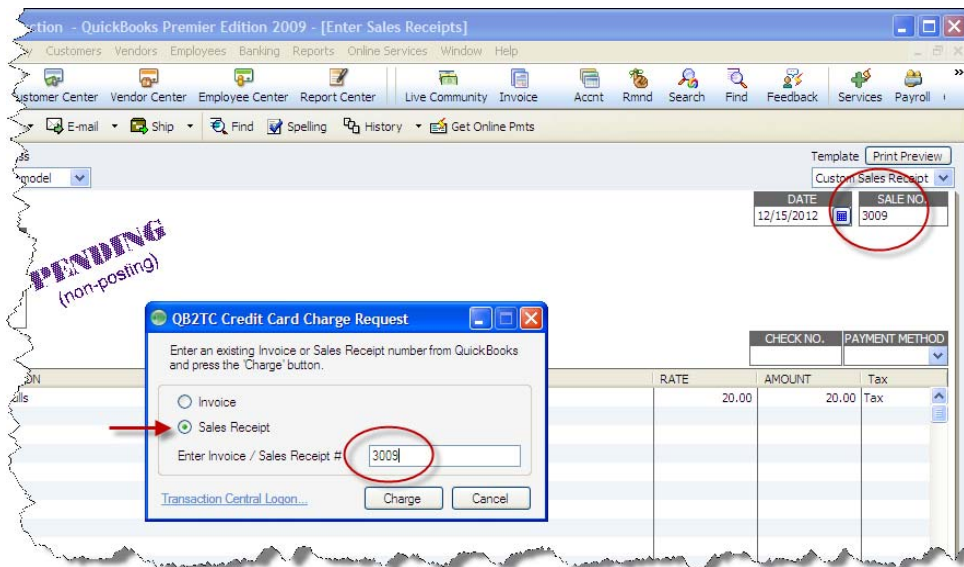 ction - QuickBooks Premier Edition 2009 - [Enter Sales Receipts]
Customers Vendors Employees Banking Reports Online Services Window Help
ustomer Center Vendor Center Employee Center Report Center Live Community Invoice Accnt Rmnd Search Find Feedback Services Payroll
E-mail Ship Find Spelling History Get Online Pmts
Template Print Preview
model Custom Sales Receipt
DATE SALE NO.
12/15/2012 3009
PENDING
(non-posting)
QB2TC Credit Card Charge Request
Enter an existing Invoice or Sales Receipt number from QuickBooks
and press the 'Charge' button.
CHECK NO. PAYMENT METHOD
ON RATE AMOUNT Tax
alls 20.00 20.00 Tax
Invoice
Sales Receipt
Enter Invoice / Sales Receipt # 3009
Transaction Central Logon... Charge Cancel